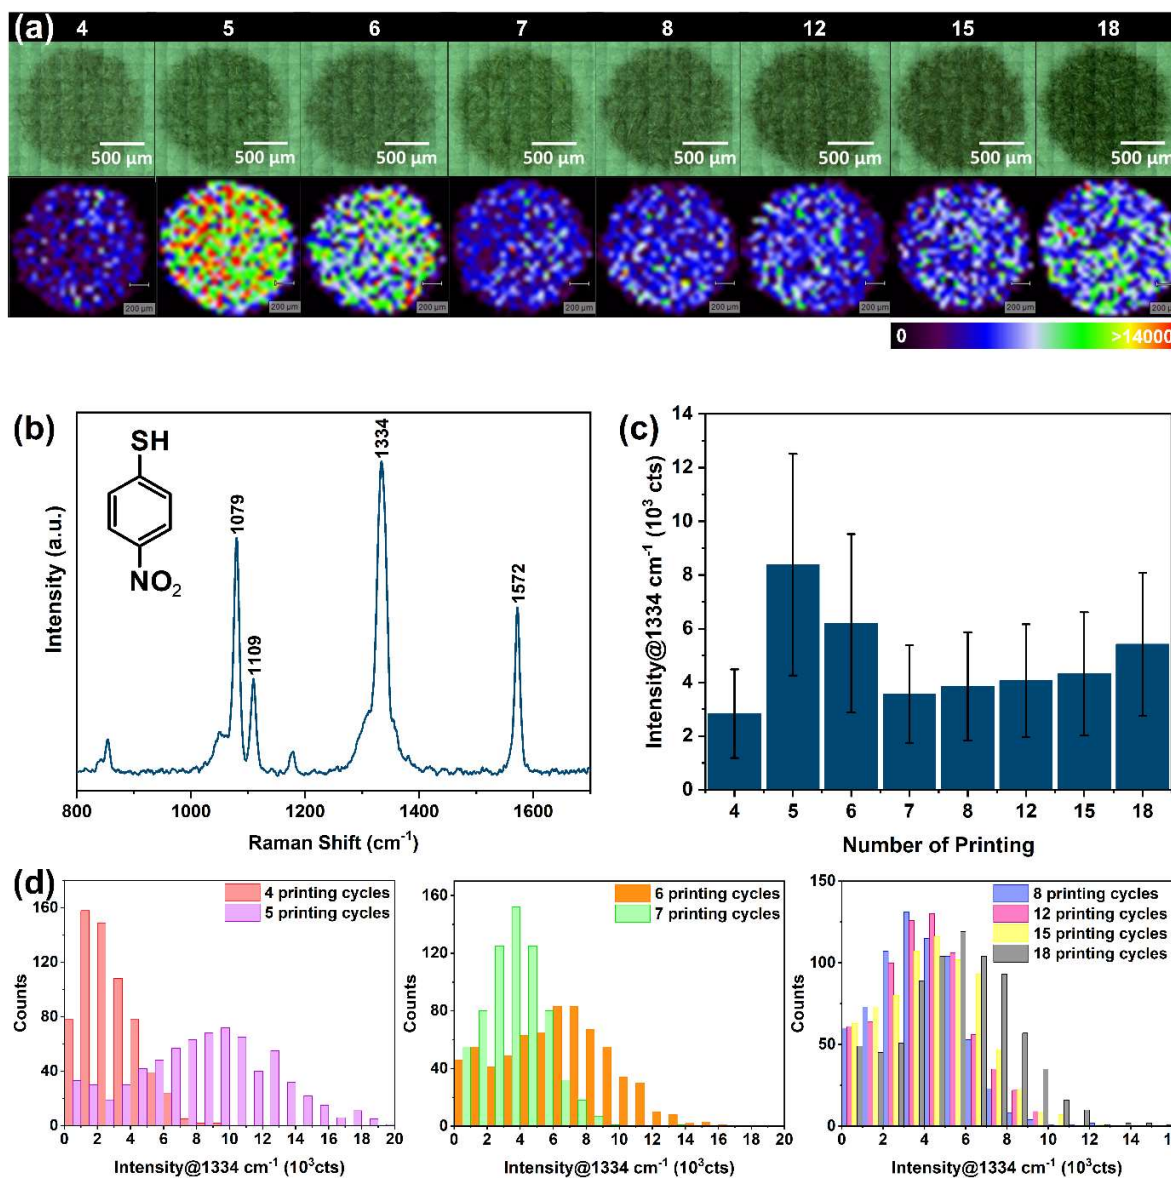 (a) 4 5 6 7 8 12 15 18
500 µm 500 µm 500 µm 500 µm 500 µm 500 µm 500 µm 500 µm
200 µm 200 µm 200 µm 200 µm 200 µm 200 µm 200 µm 200 µm
0 >14000
(b)
SH
NO2
1079
1109
1334
1572
Intensity (a.u.)
800 1000 1200 1400 1600
Raman Shift (cm-1)
(c)
Intensity@1334 cm-1 (10³ cts)
14
12
10
8
6
4
2
0
4 5 6 7 8 12 15 18
Number of Printing
(d)
4 printing cycles
5 printing cycles
Counts
160
120
80
40
0
0 2 4 6 8 10 12 14 16 18 20
Intensity@1334 cm-1 (10³cts)
6 printing cycles
7 printing cycles
Counts
160
120
80
40
0
0 2 4 6 8 10 12 14 16 18 20
Intensity@1334 cm-1 (10³cts)
8 printing cycles
12 printing cycles
15 printing cycles
18 printing cycles
Counts
150
100
50
0
0 2 4 6 8 10 12 14 16
Intensity@1334 cm-1 (10³cts)